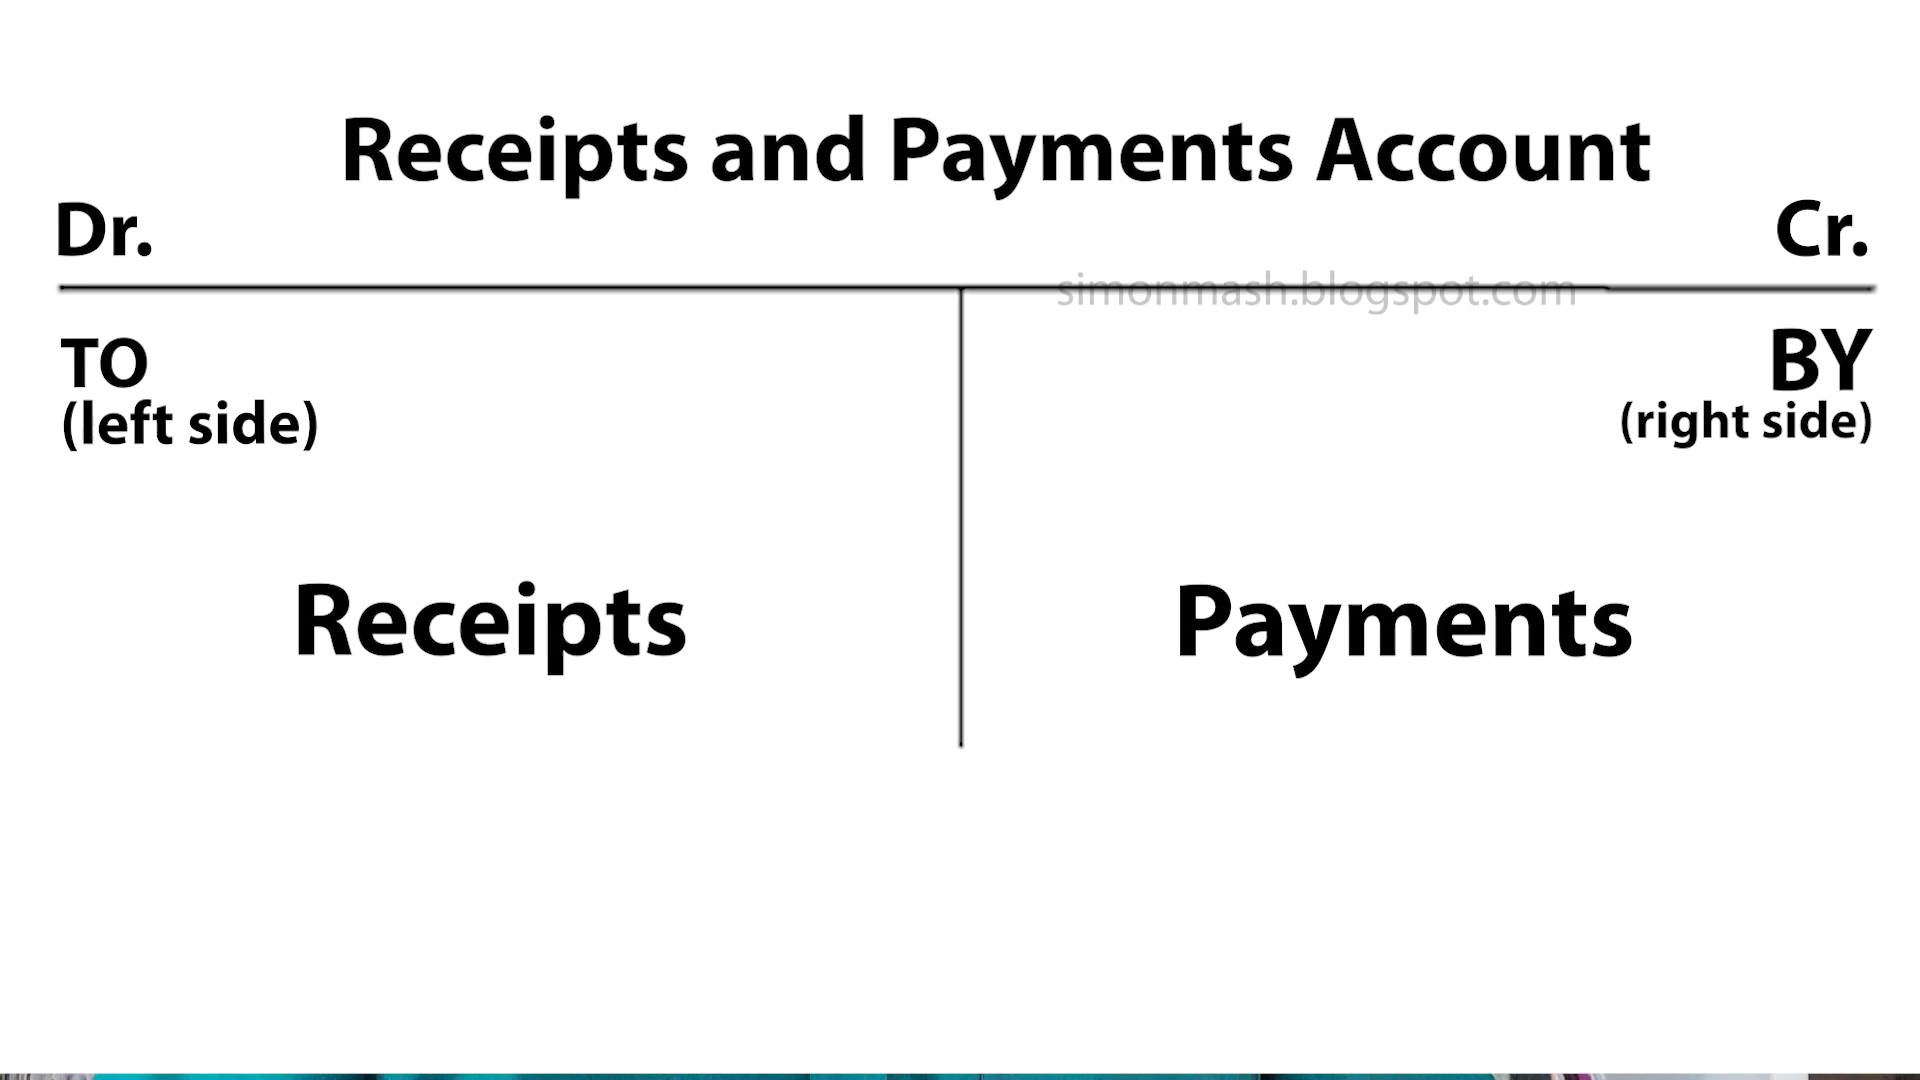 Receipts and Payments Account
Dr.
Cr.
simonmash.blogspot.com
TO
(left side)
BY
(right side)
Receipts
Payments